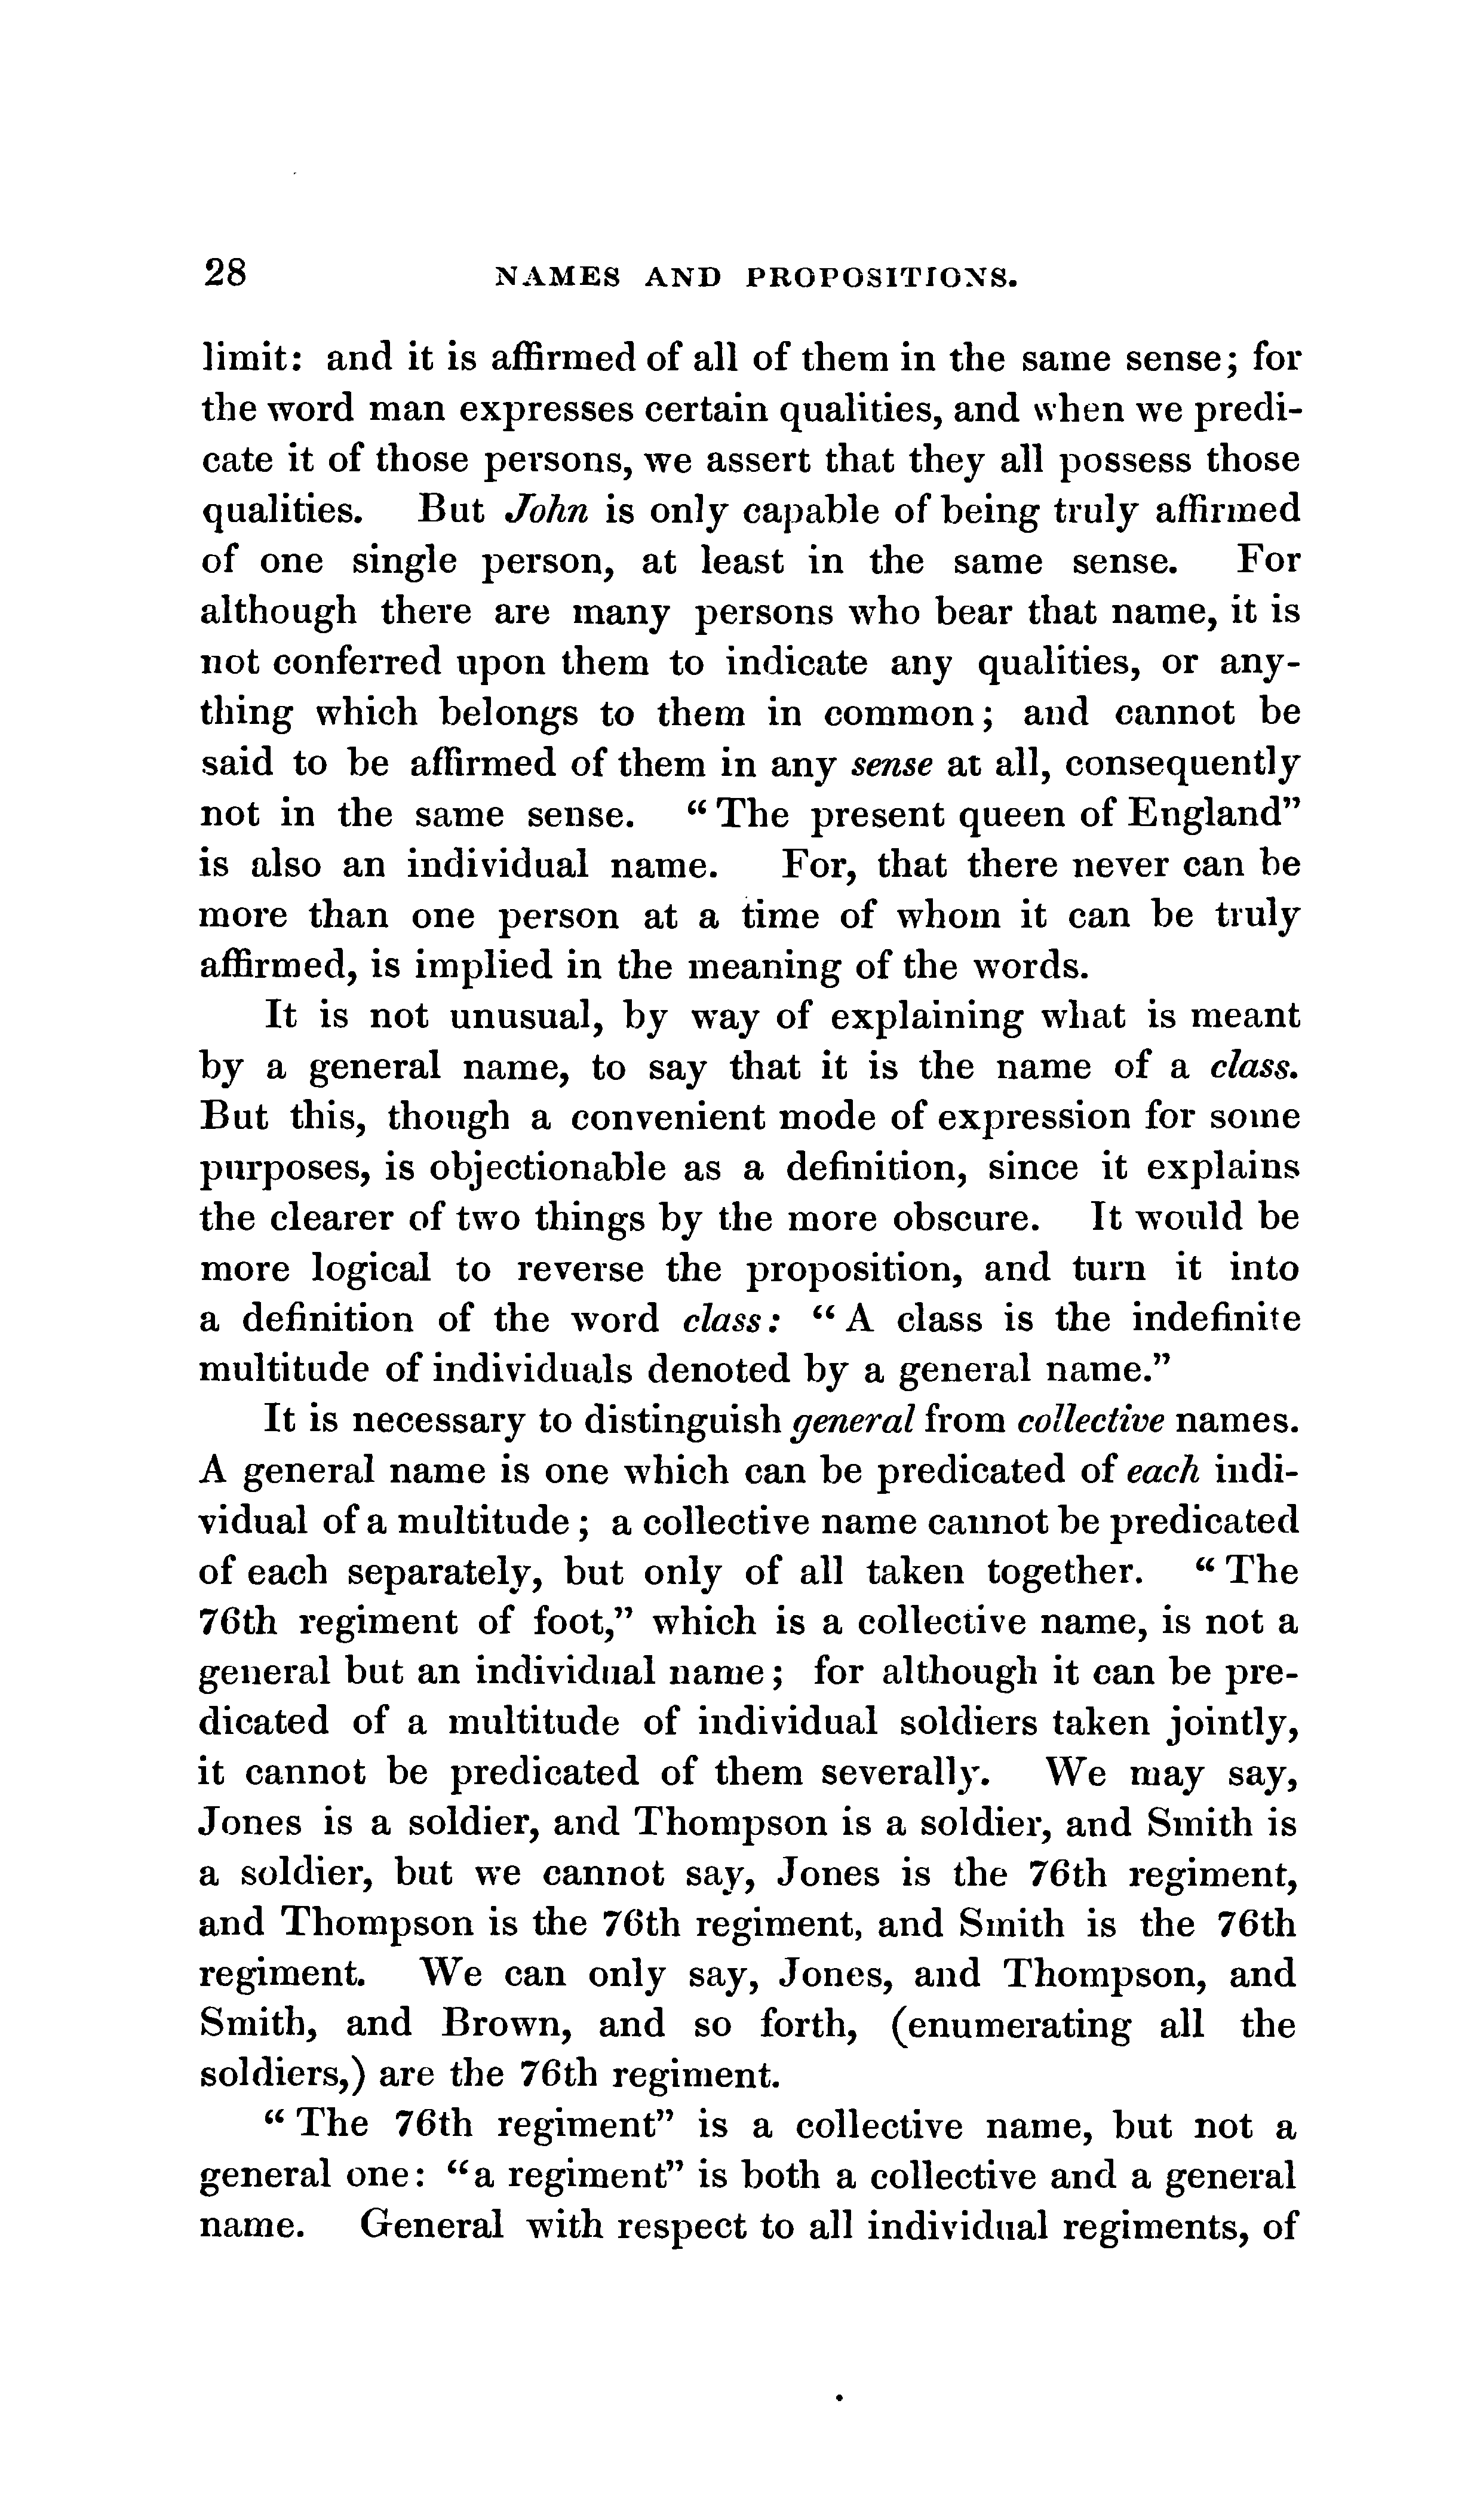 28 NAMES AND PROPOSITIONS.
limit: and it is affirmed of all of them in the same sense; for
the word man expresses certain qualities, and when we predi-
cate it of those persons, we assert that they all possess those
qualities. But John is only capable of being truly affirmed
of one single person, at least in the same sense. For
although there are many persons who bear that name, it is
not conferred upon them to indicate any qualities, or any-
thing which belongs to them in common; and cannot be
said to be affirmed of them in any sense at all, consequently
not in the same sense. “The present queen of England”
is also an individual name. For, that there never can be
more than one person at a time of whom it can be truly
affirmed, is implied in the meaning of the words.
It is not unusual, by way of explaining what is meant
by a general name, to say that it is the name of a class.
But this, though a convenient mode of expression for some
purposes, is objectionable as a definition, since it explains
the clearer of two things by the more obscure. It would be
more logical to reverse the proposition, and turn it into
a definition of the word class: “A class is the indefinite
multitude of individuals denoted by a general name.”
It is necessary to distinguish general from collective names.
A general name is one which can be predicated of each indi-
vidual of a multitude; a collective name cannot be predicated
of each separately, but only of all taken together. “The
76th regiment of foot,” which is a collective name, is not a
general but an individual name; for although it can be pre-
dicated of a multitude of individual soldiers taken jointly,
it cannot be predicated of them severally. We may say,
Jones is a soldier, and Thompson is a soldier, and Smith is
a soldier, but we cannot say, Jones is the 76th regiment,
and Thompson is the 76th regiment, and Smith is the 76th
regiment. We can only say, Jones, and Thompson, and
Smith, and Brown, and so forth, (enumerating all the
soldiers,) are the 76th regiment.
“The 76th regiment” is a collective name, but not a
general one: “a regiment” is both a collective and a general
name. General with respect to all individual regiments, of